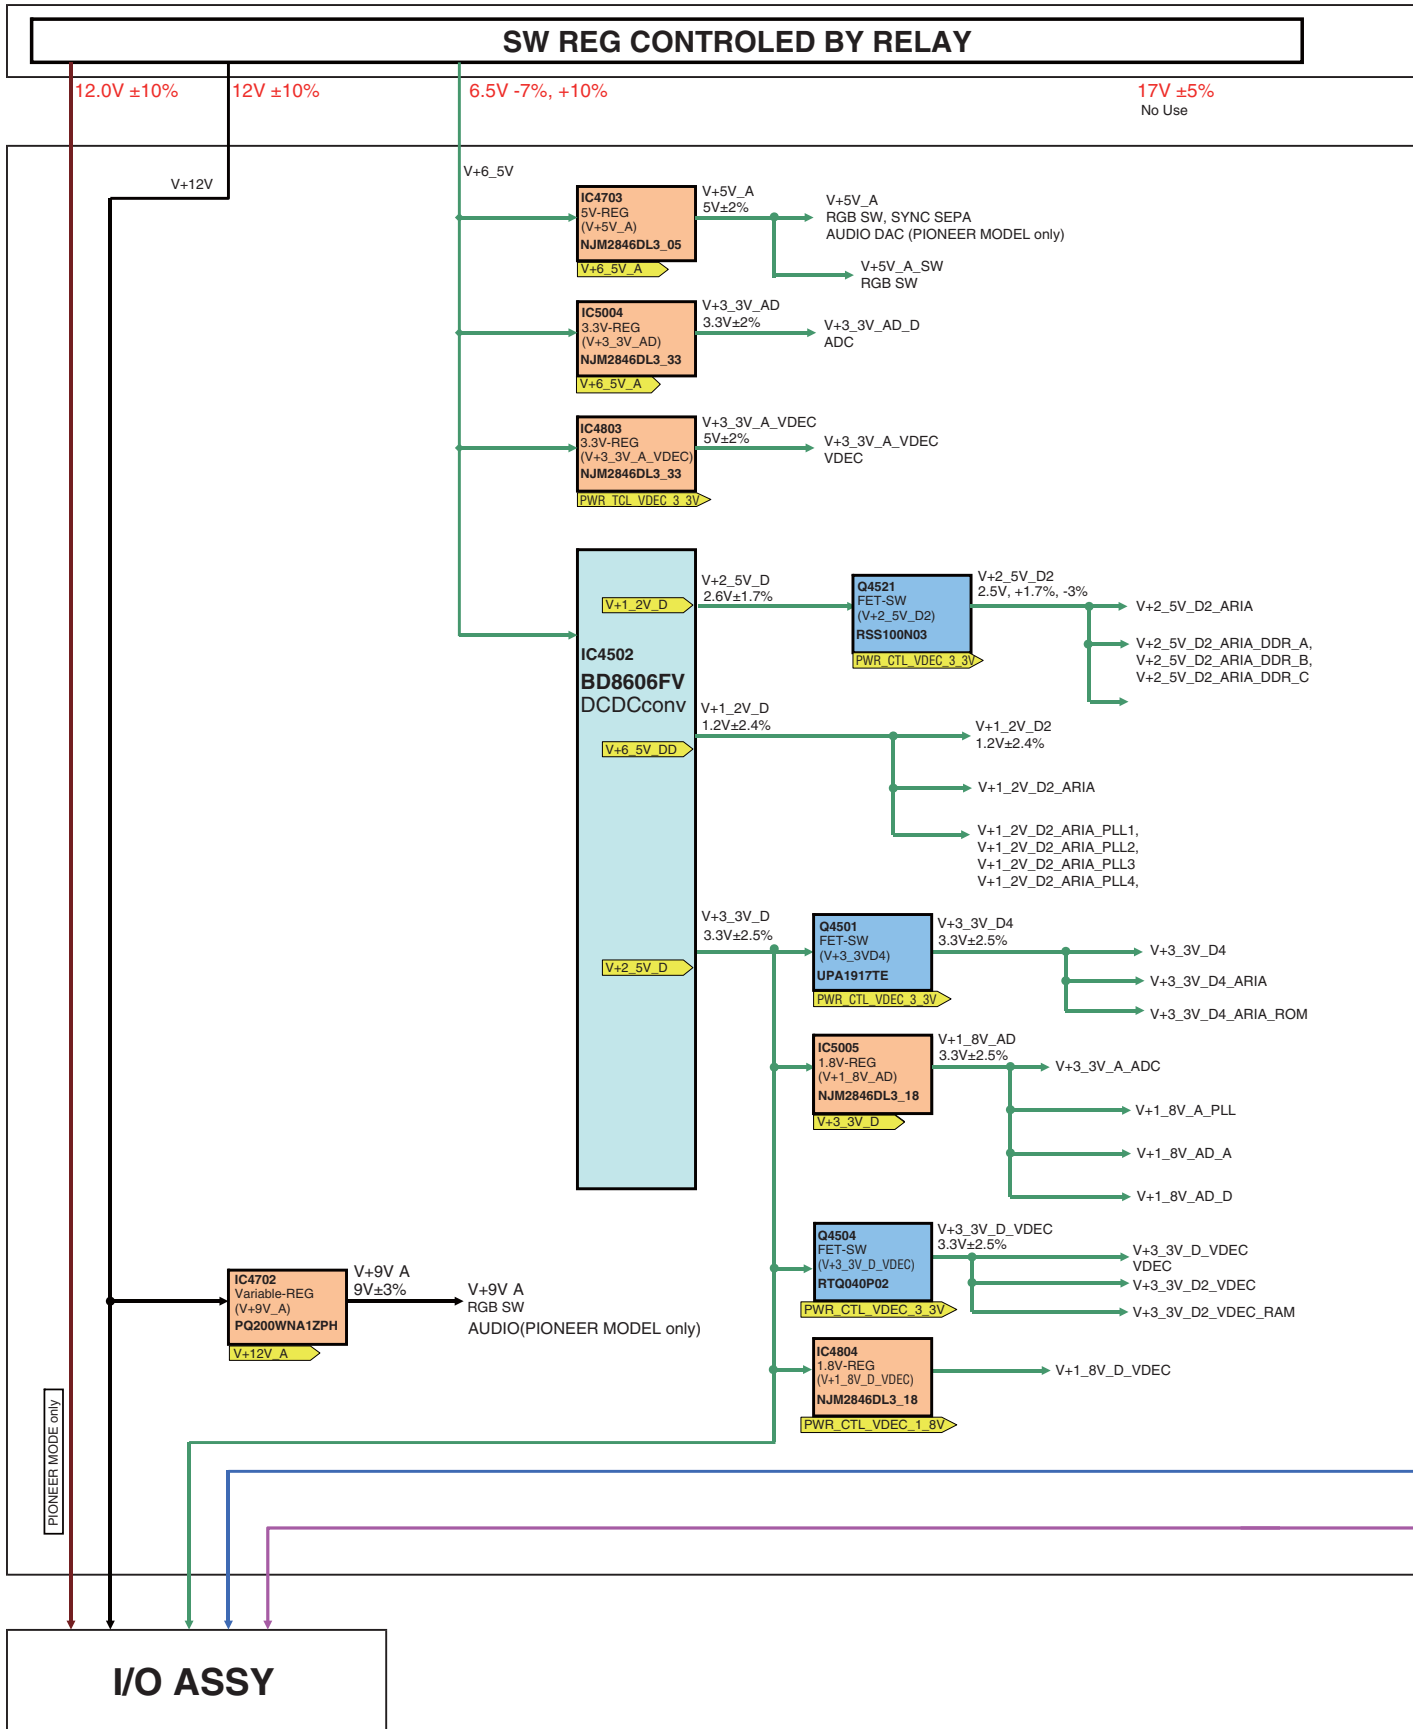 SW REG CONTROLED BY RELAY
12.0V ±10%
12V ±10%
6.5V -7%, +10%
17V ±5%
No Use
V+12V
V+6_5V
IC4703
5V-REG
(V+5V_A)
NJM2846DL3_05
V+6_5V_A
V+5V_A
5V±2%
V+5V_A
RGB SW, SYNC SEPA
AUDIO DAC (PIONEER MODEL only)
V+5V_A_SW
RGB SW
IC5004
3.3V-REG
(V+3_3V_AD)
NJM2846DL3_33
V+6_5V_A
V+3_3V_AD
3.3V±2%
V+3_3V_AD_D
ADC
IC4803
3.3V-REG
(V+3_3V_A_VDEC)
NJM2846DL3_33
PWR_TCL_VDEC_3_3V
V+3_3V_A_VDEC
5V±2%
V+3_3V_A_VDEC
VDEC
V+1_2V_D
IC4502
BD8606FV
DCDCconv
V+6_5V_DD
V+2_5V_D
V+2_5V_D
2.6V±1.7%
Q4521
FET-SW
(V+2_5V_D2)
RSS100N03
PWR_CTL_VDEC_3_3V
V+2_5V_D2
2.5V, +1.7%, -3%
V+2_5V_D2_ARIA
V+2_5V_D2_ARIA_DDR_A,
V+2_5V_D2_ARIA_DDR_B,
V+2_5V_D2_ARIA_DDR_C
V+1_2V_D
1.2V±2.4%
V+1_2V_D2
1.2V±2.4%
V+1_2V_D2_ARIA
V+1_2V_D2_ARIA_PLL1,
V+1_2V_D2_ARIA_PLL2,
V+1_2V_D2_ARIA_PLL3
V+1_2V_D2_ARIA_PLL4,
V+3_3V_D
3.3V±2.5%
Q4501
FET-SW
(V+3_3VD4)
UPA1917TE
PWR_CTL_VDEC_3_3V
V+3_3V_D4
3.3V±2.5%
V+3_3V_D4
V+3_3V_D4_ARIA
V+3_3V_D4_ARIA_ROM
IC5005
1.8V-REG
(V+1_8V_AD)
NJM2846DL3_18
V+3_3V_D
V+1_8V_AD
3.3V±2.5%
V+3_3V_A_ADC
V+1_8V_A_PLL
V+1_8V_AD_A
V+1_8V_AD_D
Q4504
FET-SW
(V+3_3V_D_VDEC)
RTQ040P02
PWR_CTL_VDEC_3_3V
V+3_3V_D_VDEC
3.3V±2.5%
V+3_3V_D_VDEC
VDEC
V+3_3V_D2_VDEC
V+3_3V_D2_VDEC_RAM
IC4702
Variable-REG
(V+9V_A)
PQ200WNA1ZPH
V+12V_A
V+9V A
9V±3%
V+9V A
RGB SW
AUDIO(PIONEER MODEL only)
IC4804
1.8V-REG
(V+1_8V_D_VDEC)
NJM2846DL3_18
PWR_CTL_VDEC_1_8V
V+1_8V_D_VDEC
PIONEER MODE only
I/O ASSY